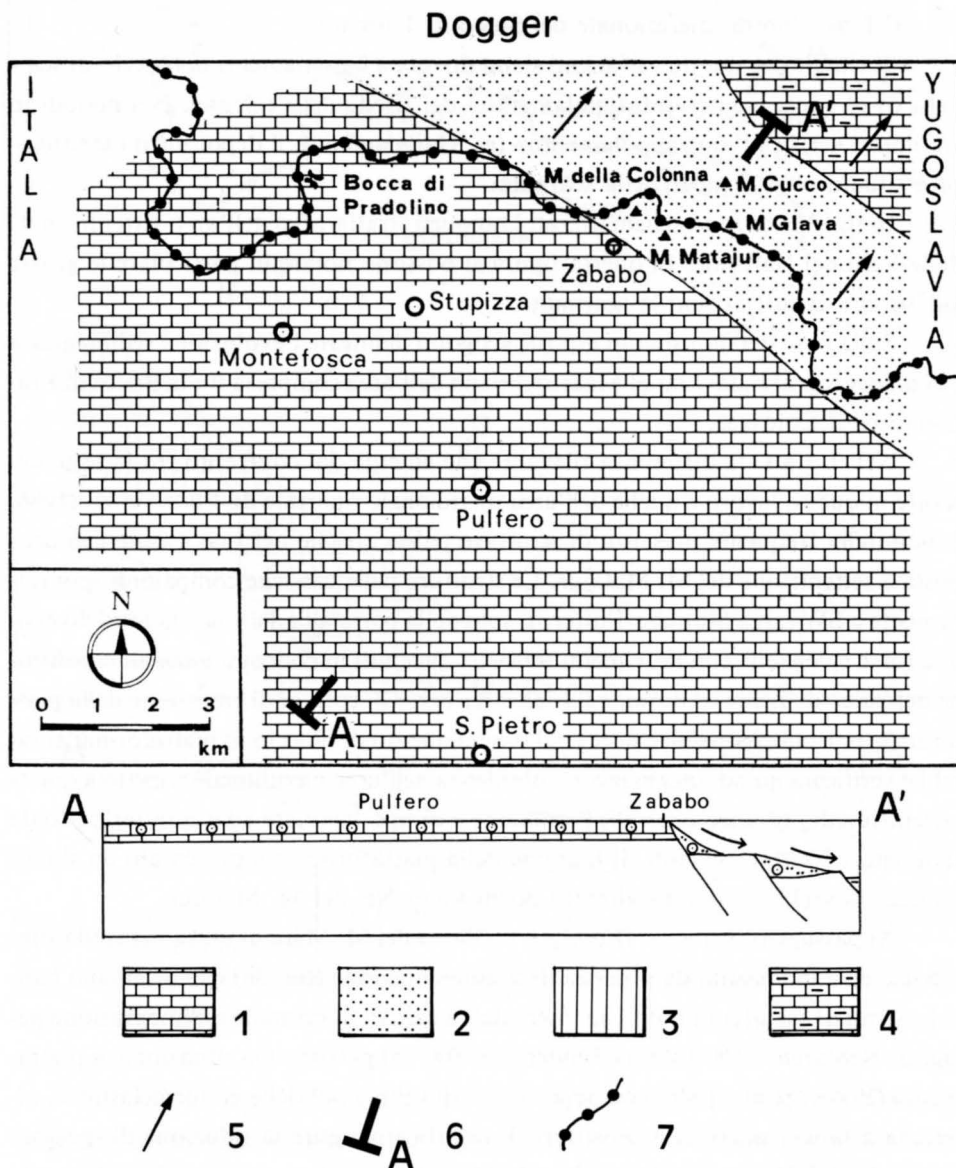 Dogger
ITALIA
YUGOSLAVIA
A'
M. della Colonna
M. Cucco
Bocca di
Pradolino
M. Glava
M. Matajur
Zababo
Stupizza
Montefosca
Pulfero
N
0 1 2 3
km
A
S. Pietro
A Pulfero Zababo A'
1 2 3 4
5 6 7
A